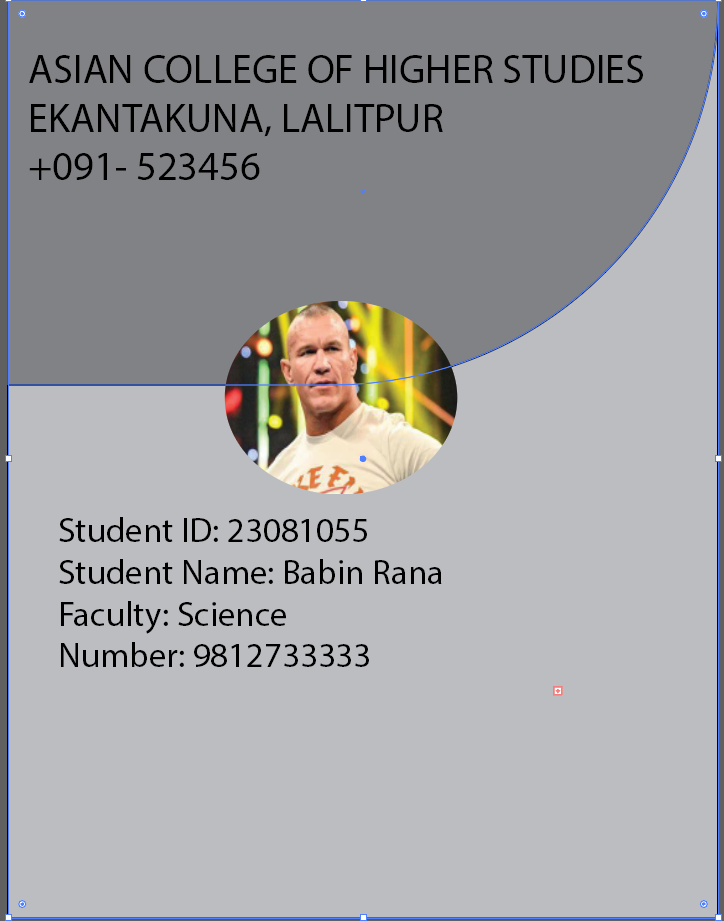 ASIAN COLLEGE OF HIGHER STUDIES
EKANTAKUNA, LALITPUR
+091- 523456
Student ID: 23081055
Student Name: Babin Rana
Faculty: Science
Number: 9812733333